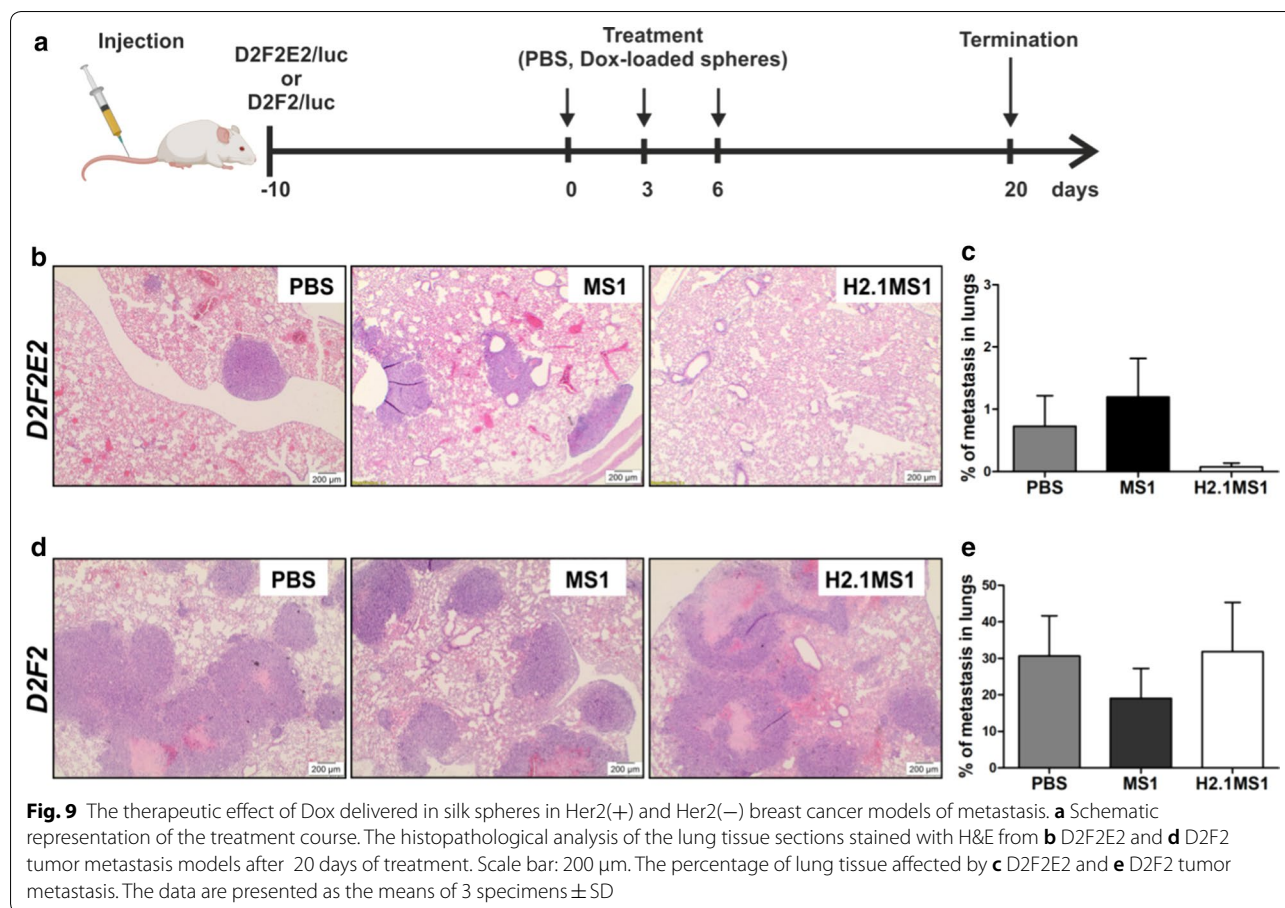 a
Injection
D2F2E2/luc
or
D2F2/luc
Treatment
(PBS, Dox-loaded spheres)
Termination
-10 0 3 6 20 days
b
D2F2E2
PBS
200 µm
MS1
200 µm
H2.1MS1
200 µm
c
% of metastasis in lungs
3
2
1
0
PBS MS1 H2.1MS1
d
D2F2
PBS
200 µm
MS1
200 µm
H2.1MS1
200 µm
e
% of metastasis in lungs
50
40
30
20
10
0
PBS MS1 H2.1MS1
Fig. 9 The therapeutic effect of Dox delivered in silk spheres in Her2(+) and Her2(−) breast cancer models of metastasis. a Schematic
representation of the treatment course. The histopathological analysis of the lung tissue sections stained with H&E from b D2F2E2 and d D2F2
tumor metastasis models after 20 days of treatment. Scale bar: 200 µm. The percentage of lung tissue affected by c D2F2E2 and e D2F2 tumor
metastasis. The data are presented as the means of 3 specimens ± SD